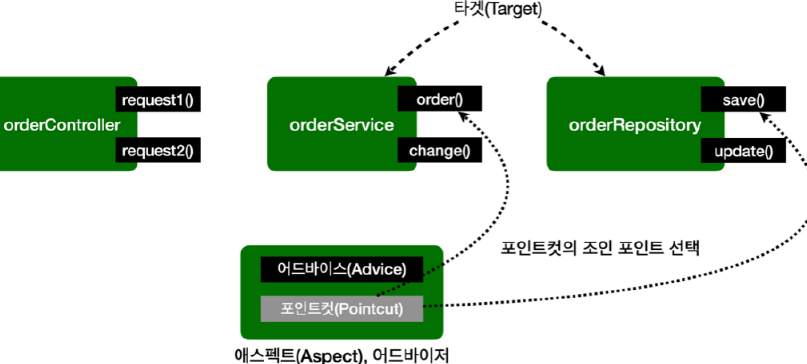 타겟(Target)
request1()
orderController
request2()
order()
orderService
change()
save()
orderRepository
update()
포인트컷의 조인 포인트 선택
어드바이스(Advice)
포인트컷(Pointcut)
애스펙트(Aspect), 어드바이저